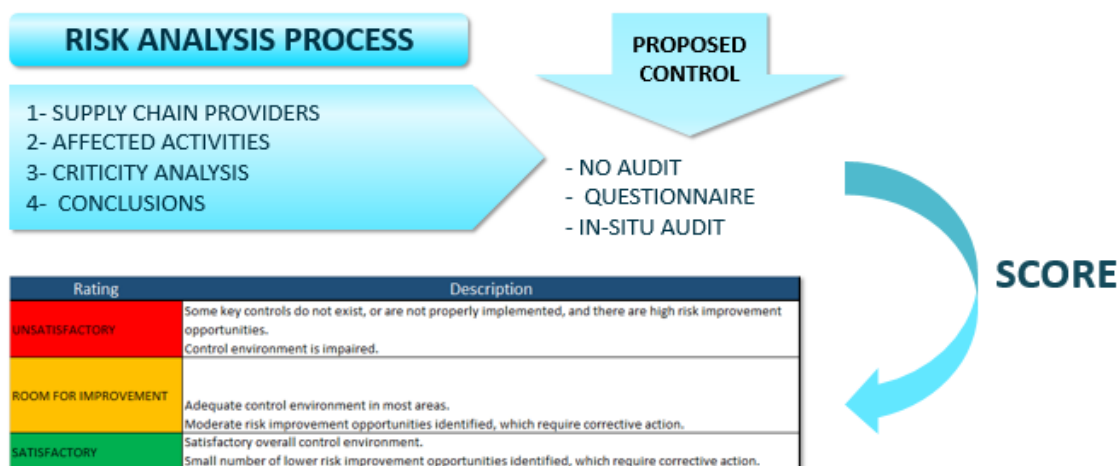 RISK ANALYSIS PROCESS
1- SUPPLY CHAIN PROVIDERS
2- AFFECTED ACTIVITIES
3- CRITICITY ANALYSIS
4- CONCLUSIONS
PROPOSED
CONTROL
- NO AUDIT
- QUESTIONNAIRE
- IN-SITU AUDIT
SCORE
Rating Description
UNSATISFACTORY
Some key controls do not exist, or are not properly implemented, and there are high risk improvement
opportunities.
Control environment is impaired.
ROOM FOR IMPROVEMENT
Adequate control environment in most areas.
Moderate risk improvement opportunities identified, which require corrective action.
SATISFACTORY
Satisfactory overall control environment.
Small number of lower risk improvement opportunities identified, which require corrective action.